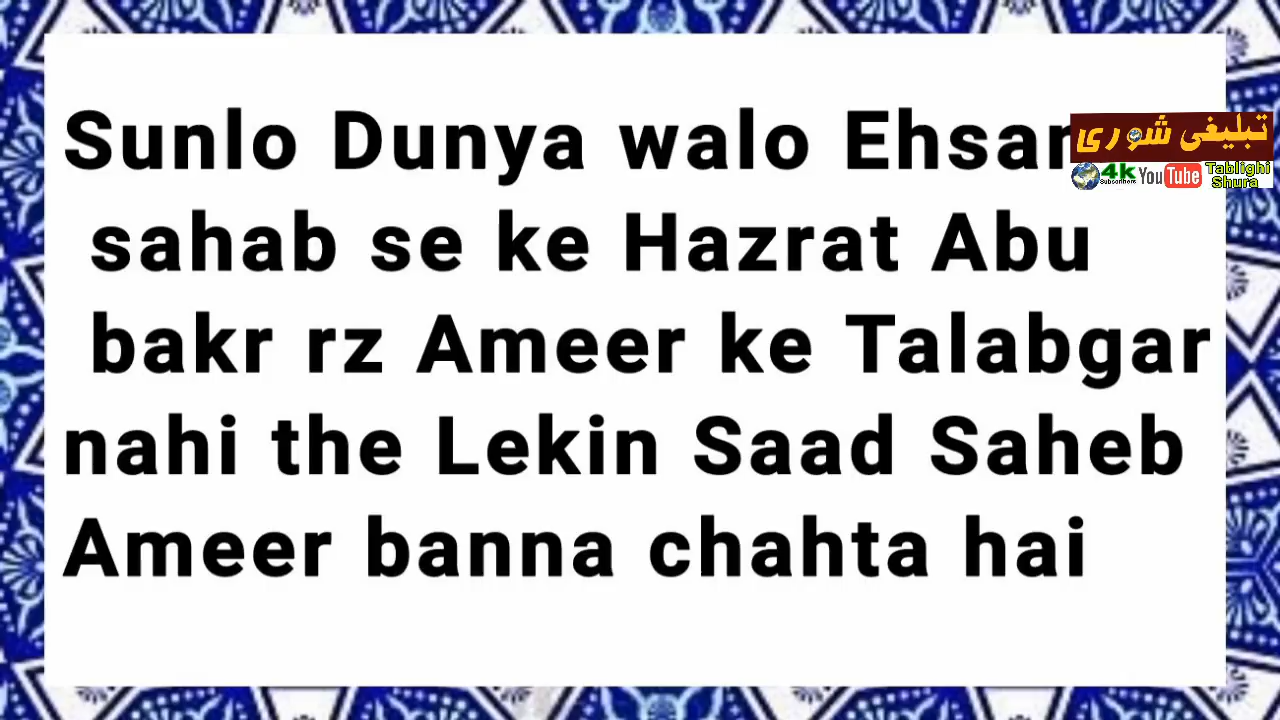 Sunlo Dunya walo Ehsan
sahab se ke Hazrat Abu
bakr rz Ameer ke Talabgar
nahi the Lekin Saad Saheb
Ameer banna chahta hai
تبلیغی شوریٰ
4k Subscribers YouTube Tablighi Shura